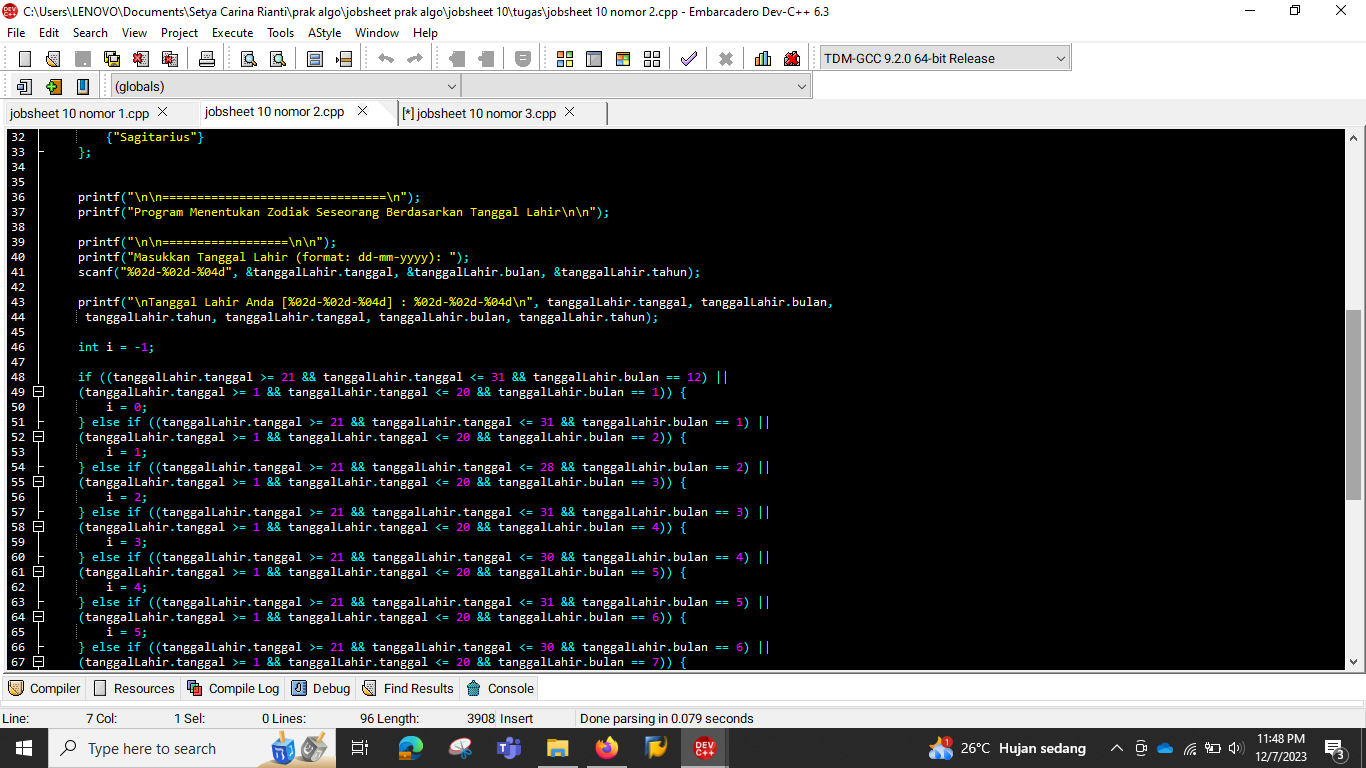 C:\Users\LENOVO\Documents\Setya Carina Rianti\prak algo\jobsheet prak algo\jobsheet 10\tugas\jobsheet 10 nomor 2.cpp - Embarcadero Dev-C++ 6.3
File Edit Search View Project Execute Tools AStyle Window Help
TDM-GCC 9.2.0 64-bit Release
(globals)
jobsheet 10 nomor 1.cpp jobsheet 10 nomor 2.cpp [*] jobsheet 10 nomor 3.cpp
32 {"Sagitarius"}
33 };
34
35
36 printf("\n\n================================\n");
37 printf("Program Menentukan Zodiak Seseorang Berdasarkan Tanggal Lahir\n\n");
38
39 printf("\n\n==================\n\n");
40 printf("Masukkan Tanggal Lahir (format: dd-mm-yyyy): ");
41 scanf("%02d-%02d-%04d", &tanggalLahir.tanggal, &tanggalLahir.bulan, &tanggalLahir.tahun);
42
43 printf("\nTanggal Lahir Anda [%02d-%02d-%04d] : %02d-%02d-%04d\n", tanggalLahir.tanggal, tanggalLahir.bulan,
44 tanggalLahir.tahun, tanggalLahir.tanggal, tanggalLahir.bulan, tanggalLahir.tahun);
45
46 int i = -1;
47
48 if ((tanggalLahir.tanggal >= 21 && tanggalLahir.tanggal <= 31 && tanggalLahir.bulan == 12) ||
49 (tanggalLahir.tanggal >= 1 && tanggalLahir.tanggal <= 20 && tanggalLahir.bulan == 1)) {
50 i = 0;
51 } else if ((tanggalLahir.tanggal >= 21 && tanggalLahir.tanggal <= 31 && tanggalLahir.bulan == 1) ||
52 (tanggalLahir.tanggal >= 1 && tanggalLahir.tanggal <= 20 && tanggalLahir.bulan == 2)) {
53 i = 1;
54 } else if ((tanggalLahir.tanggal >= 21 && tanggalLahir.tanggal <= 28 && tanggalLahir.bulan == 2) ||
55 (tanggalLahir.tanggal >= 1 && tanggalLahir.tanggal <= 20 && tanggalLahir.bulan == 3)) {
56 i = 2;
57 } else if ((tanggalLahir.tanggal >= 21 && tanggalLahir.tanggal <= 31 && tanggalLahir.bulan == 3) ||
58 (tanggalLahir.tanggal >= 1 && tanggalLahir.tanggal <= 20 && tanggalLahir.bulan == 4)) {
59 i = 3;
60 } else if ((tanggalLahir.tanggal >= 21 && tanggalLahir.tanggal <= 30 && tanggalLahir.bulan == 4) ||
61 (tanggalLahir.tanggal >= 1 && tanggalLahir.tanggal <= 20 && tanggalLahir.bulan == 5)) {
62 i = 4;
63 } else if ((tanggalLahir.tanggal >= 21 && tanggalLahir.tanggal <= 31 && tanggalLahir.bulan == 5) ||
64 (tanggalLahir.tanggal >= 1 && tanggalLahir.tanggal <= 20 && tanggalLahir.bulan == 6)) {
65 i = 5;
66 } else if ((tanggalLahir.tanggal >= 21 && tanggalLahir.tanggal <= 30 && tanggalLahir.bulan == 6) ||
67 (tanggalLahir.tanggal >= 1 && tanggalLahir.tanggal <= 20 && tanggalLahir.bulan == 7)) {
Compiler Resources Compile Log Debug Find Results Console
Line: 7 Col: 1 Sel: 0 Lines: 96 Length: 3908 Insert Done parsing in 0.079 seconds
Type here to search 26°C Hujan sedang 11:48 PM
12/7/2023